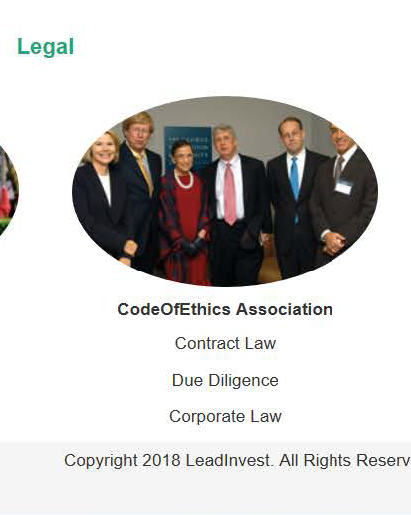 Legal
CodeOfEthics Association
Contract Law
Due Diligence
Corporate Law
Copyright 2018 LeadInvest. All Rights Reserv